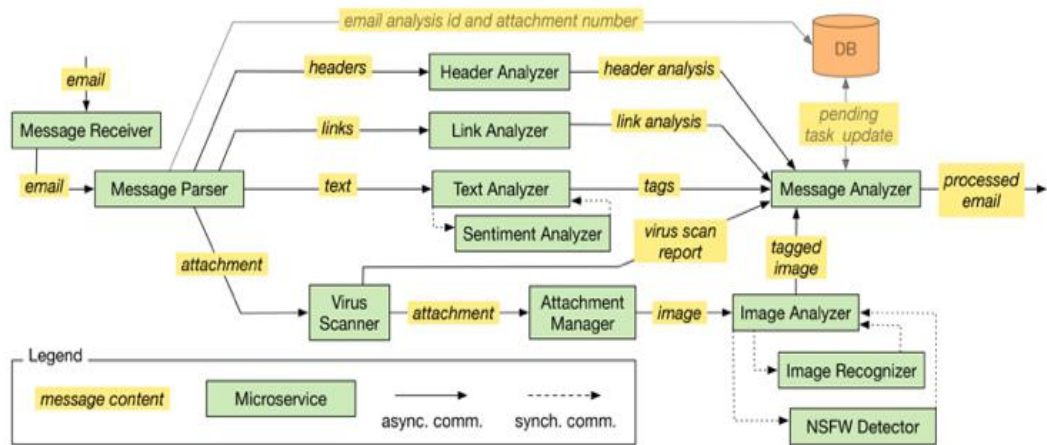 email analysis id and attachment number
DB
email
headers
Header Analyzer
header analysis
Message Receiver
links
Link Analyzer
link analysis
pending
task update
email
Message Parser
text
Text Analyzer
tags
Message Analyzer
processed
email
Sentiment Analyzer
virus scan
report
tagged
image
attachment
Virus
Scanner
attachment
Attachment
Manager
image
Image Analyzer
Image Recognizer
NSFW Detector
Legend
message content
Microservice
async. comm.
synch. comm.